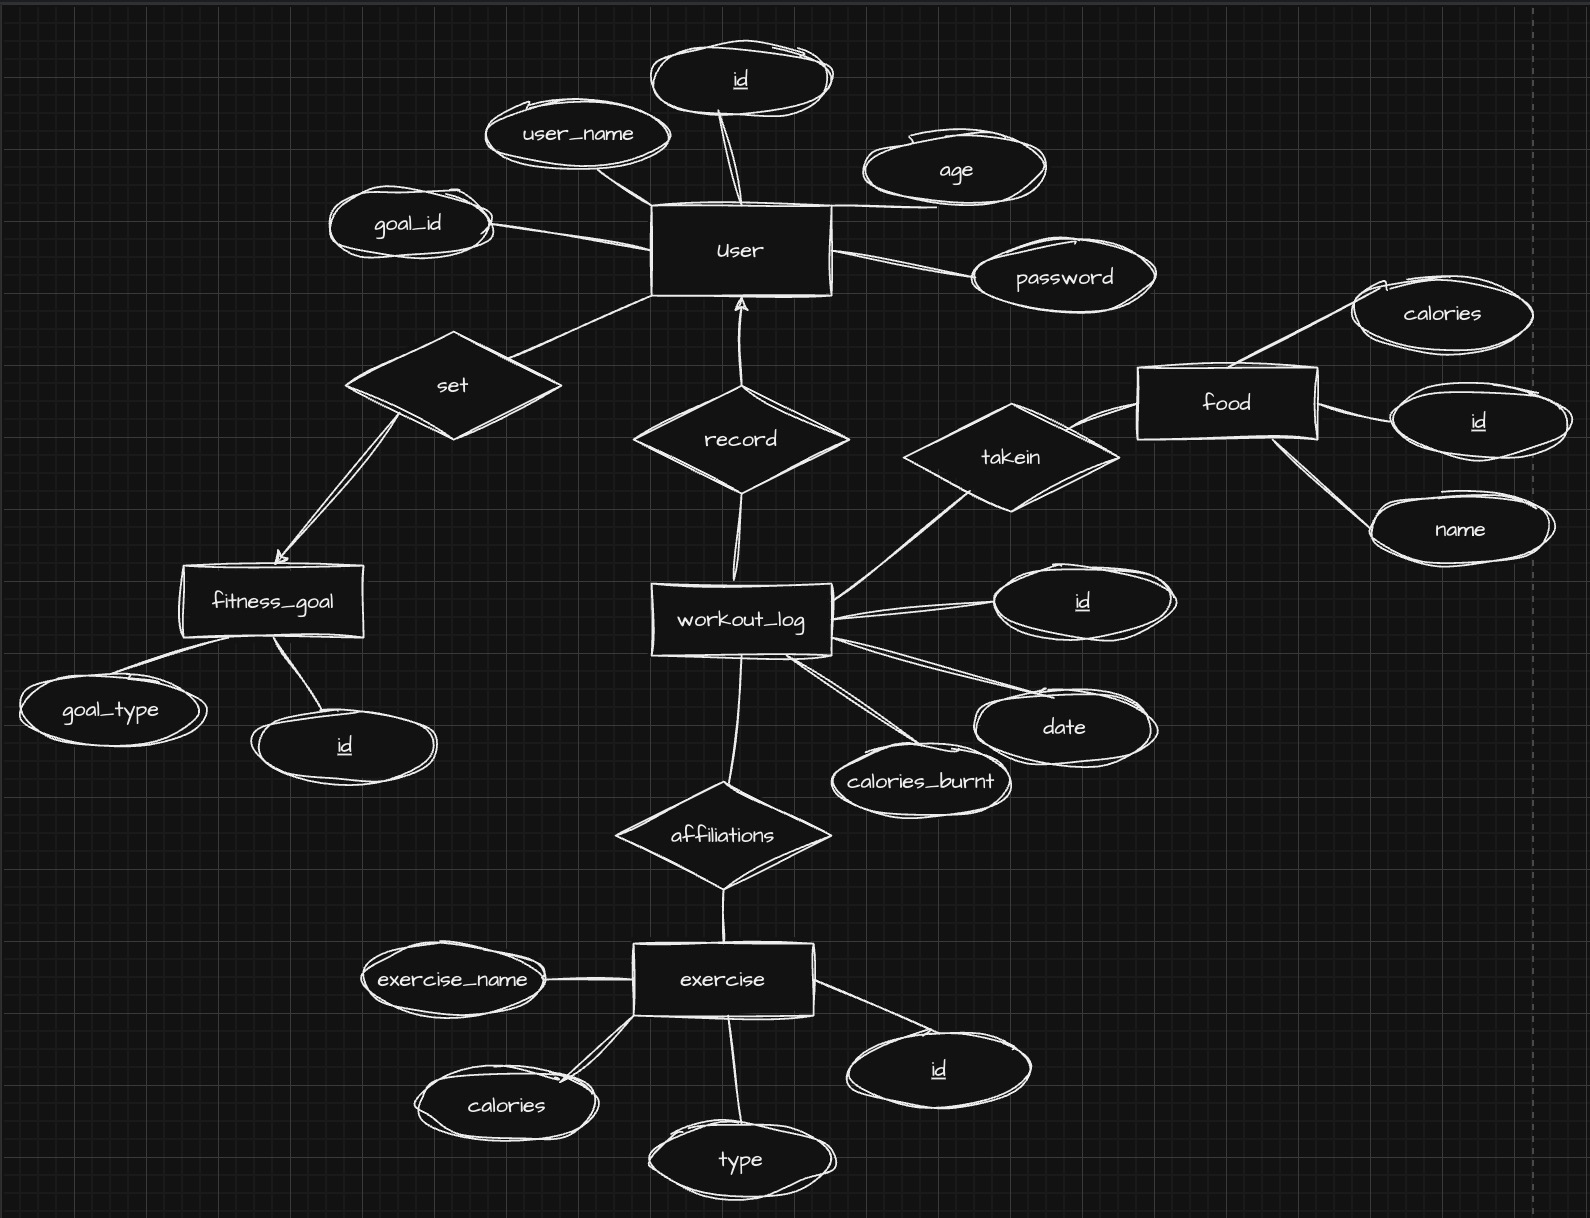 id
user_name
age
goal_id
user
password
calories
set
food
id
record
takein
name
fitness_goal
workout_log
id
goal_type
id
date
calories_burnt
affiliations
exercise_name
exercise
id
calories
type